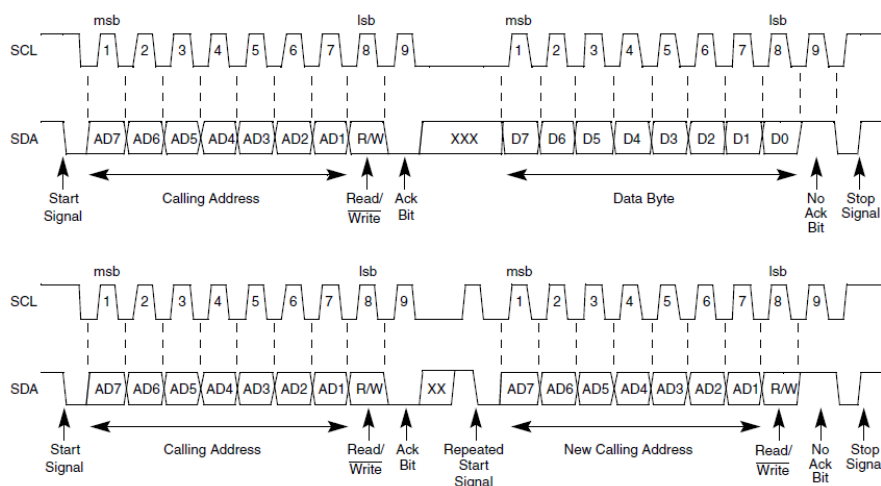 msb lsb msb lsb
SCL 1 2 3 4 5 6 7 8 9 1 2 3 4 5 6 7 8 9
SDA AD7 AD6 AD5 AD4 AD3 AD2 AD1 R/W XXX D7 D6 D5 D4 D3 D2 D1 D0
Start Calling Address Read/ Ack Data Byte No Stop
Signal Write Bit Ack Signal
Bit
msb lsb msb lsb
SCL 1 2 3 4 5 6 7 8 9 1 2 3 4 5 6 7 8 9
SDA AD7 AD6 AD5 AD4 AD3 AD2 AD1 R/W XX AD7 AD6 AD5 AD4 AD3 AD2 AD1 R/W
Start Calling Address Read/ Ack Repeated New Calling Address Read/ No Stop
Signal Write Bit Start Write Ack Signal
Signal Bit